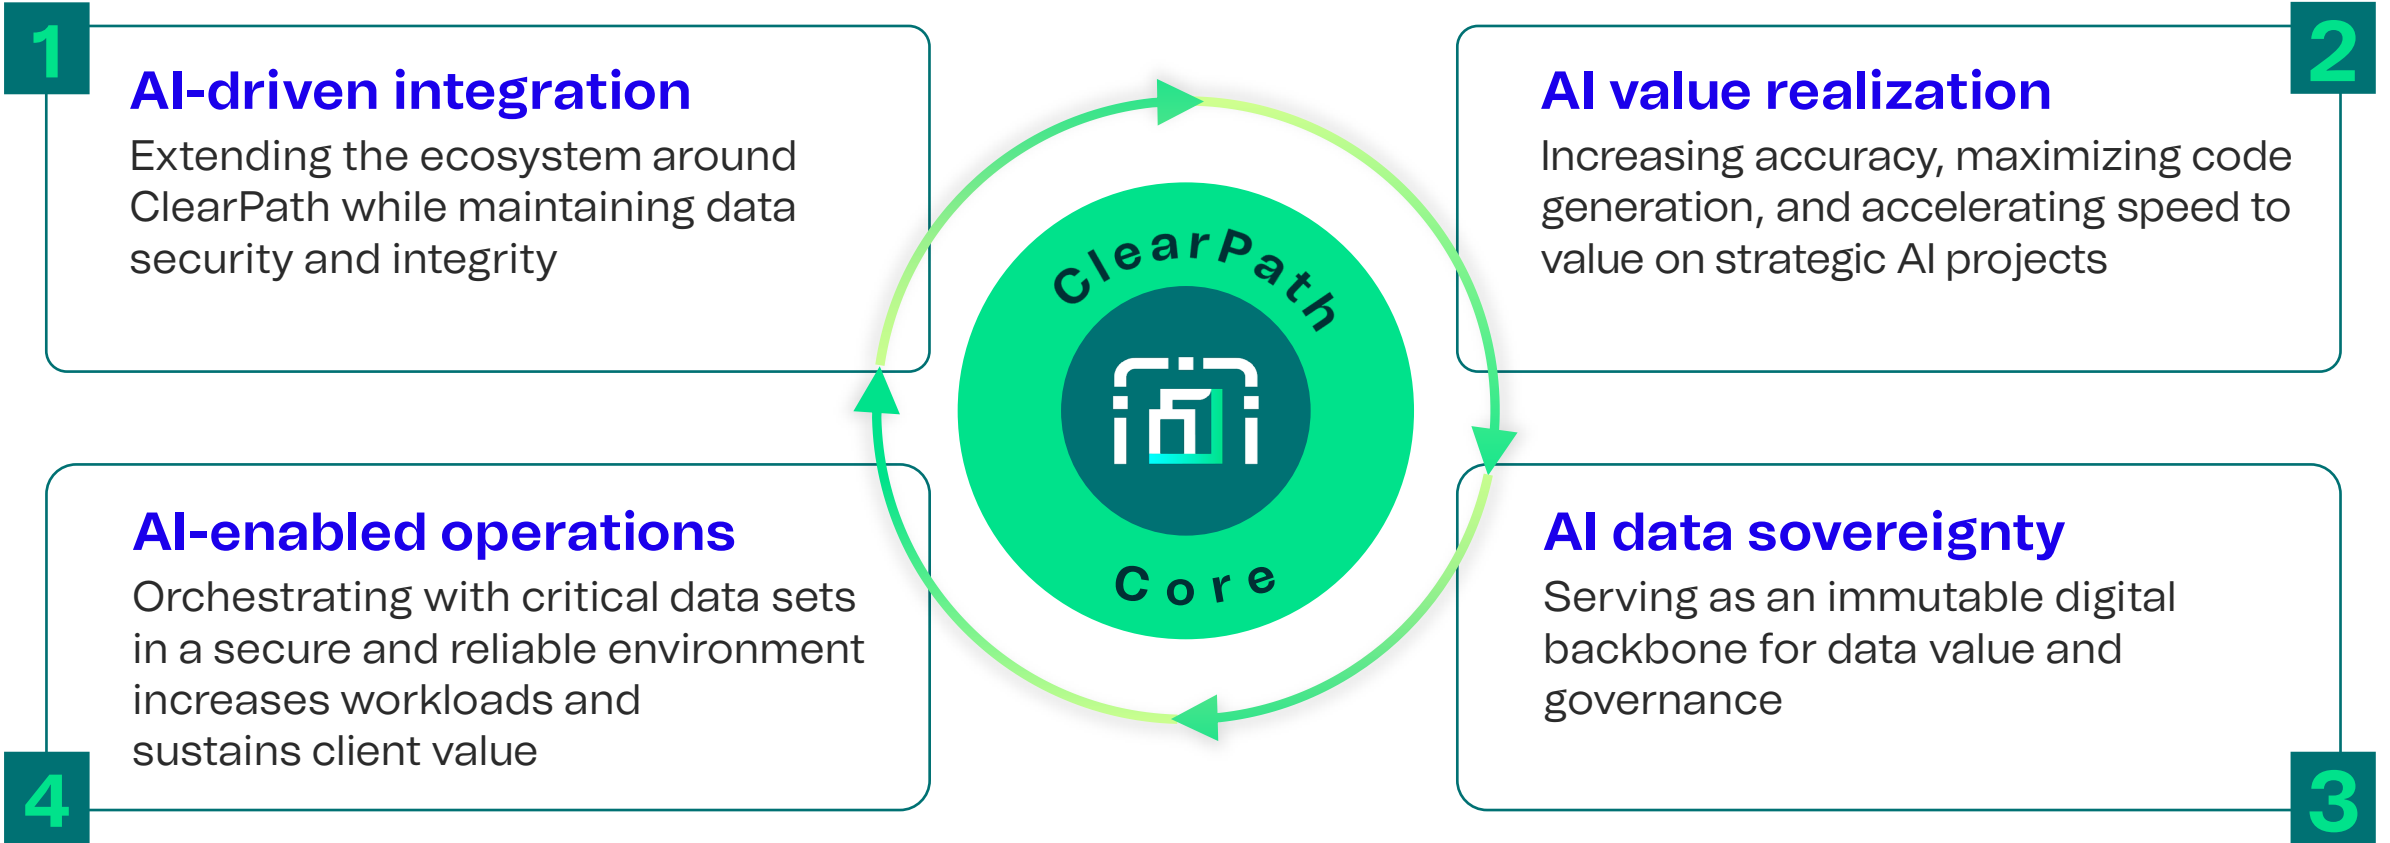 1
AI-driven integration
Extending the ecosystem around
ClearPath while maintaining data
security and integrity
2
AI value realization
Increasing accuracy, maximizing code
generation, and accelerating speed to
value on strategic AI projects
ClearPath
Core
AI data sovereignty
Serving as an immutable digital
backbone for data value and
governance
3
AI-enabled operations
Orchestrating with critical data sets
in a secure and reliable environment
increases workloads and
sustains client value
4